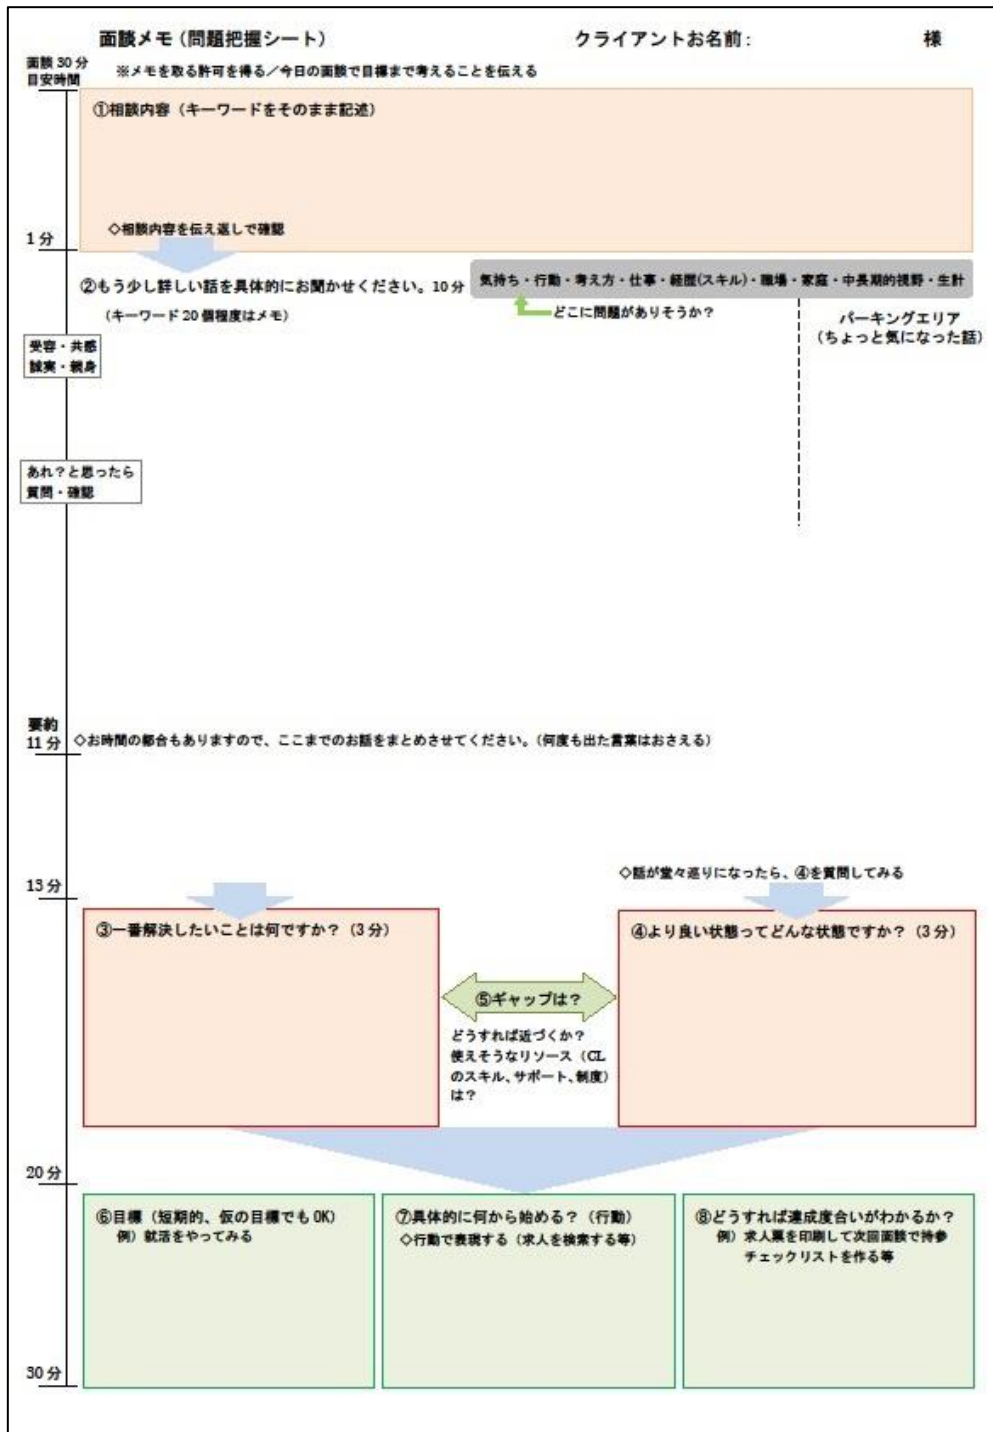 面談メモ（問題把握シート）
クライアントお名前：　様
面談 30 分
目安時間
※メモを取る許可を得る／今日の面談で目標まで考えることを伝える
①相談内容（キーワードをそのまま記述）
◇相談内容を伝え返しで確認
1 分
②もう少し詳しい話を具体的にお聞かせください。10 分
（キーワード 20 個程度はメモ）
気持ち・行動・考え方・仕事・経歴(スキル)・職場・家庭・中長期的視野・生計
どこに問題がありそうか？
パーキングエリア
（ちょっと気になった話）
受容・共感
誠実・親身
あれ？と思ったら
質問・確認
要約
11 分
◇お時間の都合もありますので、ここまでのお話をまとめさせてください。（何度も出た言葉はおさえる）
13 分
◇話が堂々巡りになったら、④を質問してみる
③一番解決したいことは何ですか？（3 分）
④より良い状態ってどんな状態ですか？（3 分）
⑤ギャップは？
どうすれば近づくか？
使えそうなリソース（CL
のスキル、サポート、制度）
は？
20 分
⑥目標（短期的、仮の目標でも OK）
例）就活をやってみる
⑦具体的に何から始める？（行動）
◇行動で表現する（求人を検索する等）
⑧どうすれば達成度合いがわかるか？
例）求人票を印刷して次回面談で持参
チェックリストを作る等
30 分